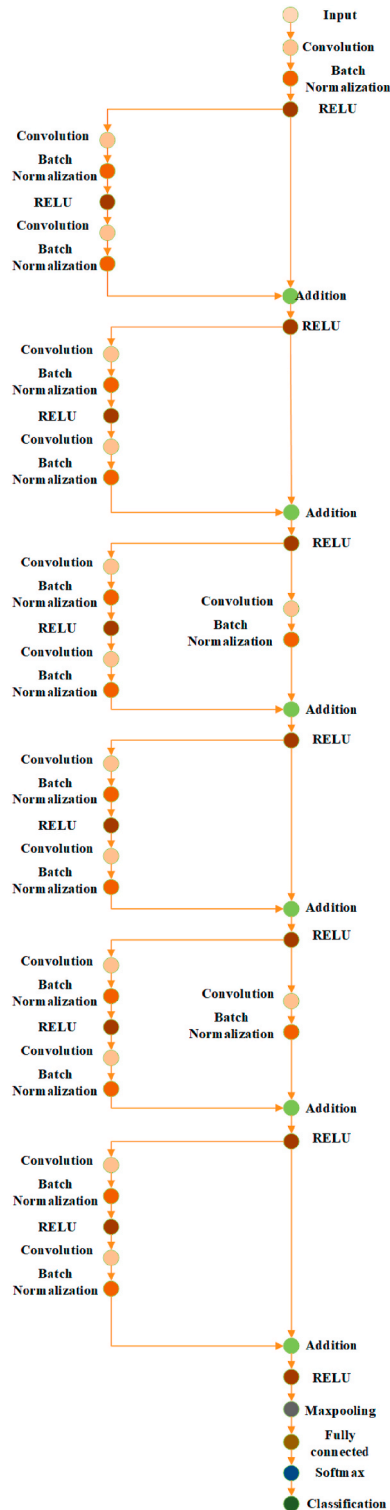 Input
Convolution
Batch
Normalization
RELU
Convolution
Batch
Normalization
RELU
Convolution
Batch
Normalization
Addition
RELU
Convolution
Batch
Normalization
RELU
Convolution
Batch
Normalization
Addition
RELU
Convolution
Batch
Normalization
RELU
Convolution
Batch
Normalization
Convolution
Batch
Normalization
Addition
RELU
Convolution
Batch
Normalization
RELU
Convolution
Batch
Normalization
Addition
RELU
Convolution
Batch
Normalization
RELU
Convolution
Batch
Normalization
Convolution
Batch
Normalization
Addition
RELU
Convolution
Batch
Normalization
RELU
Convolution
Batch
Normalization
Addition
RELU
Maxpooling
Fully
connected
Softmax
Classification